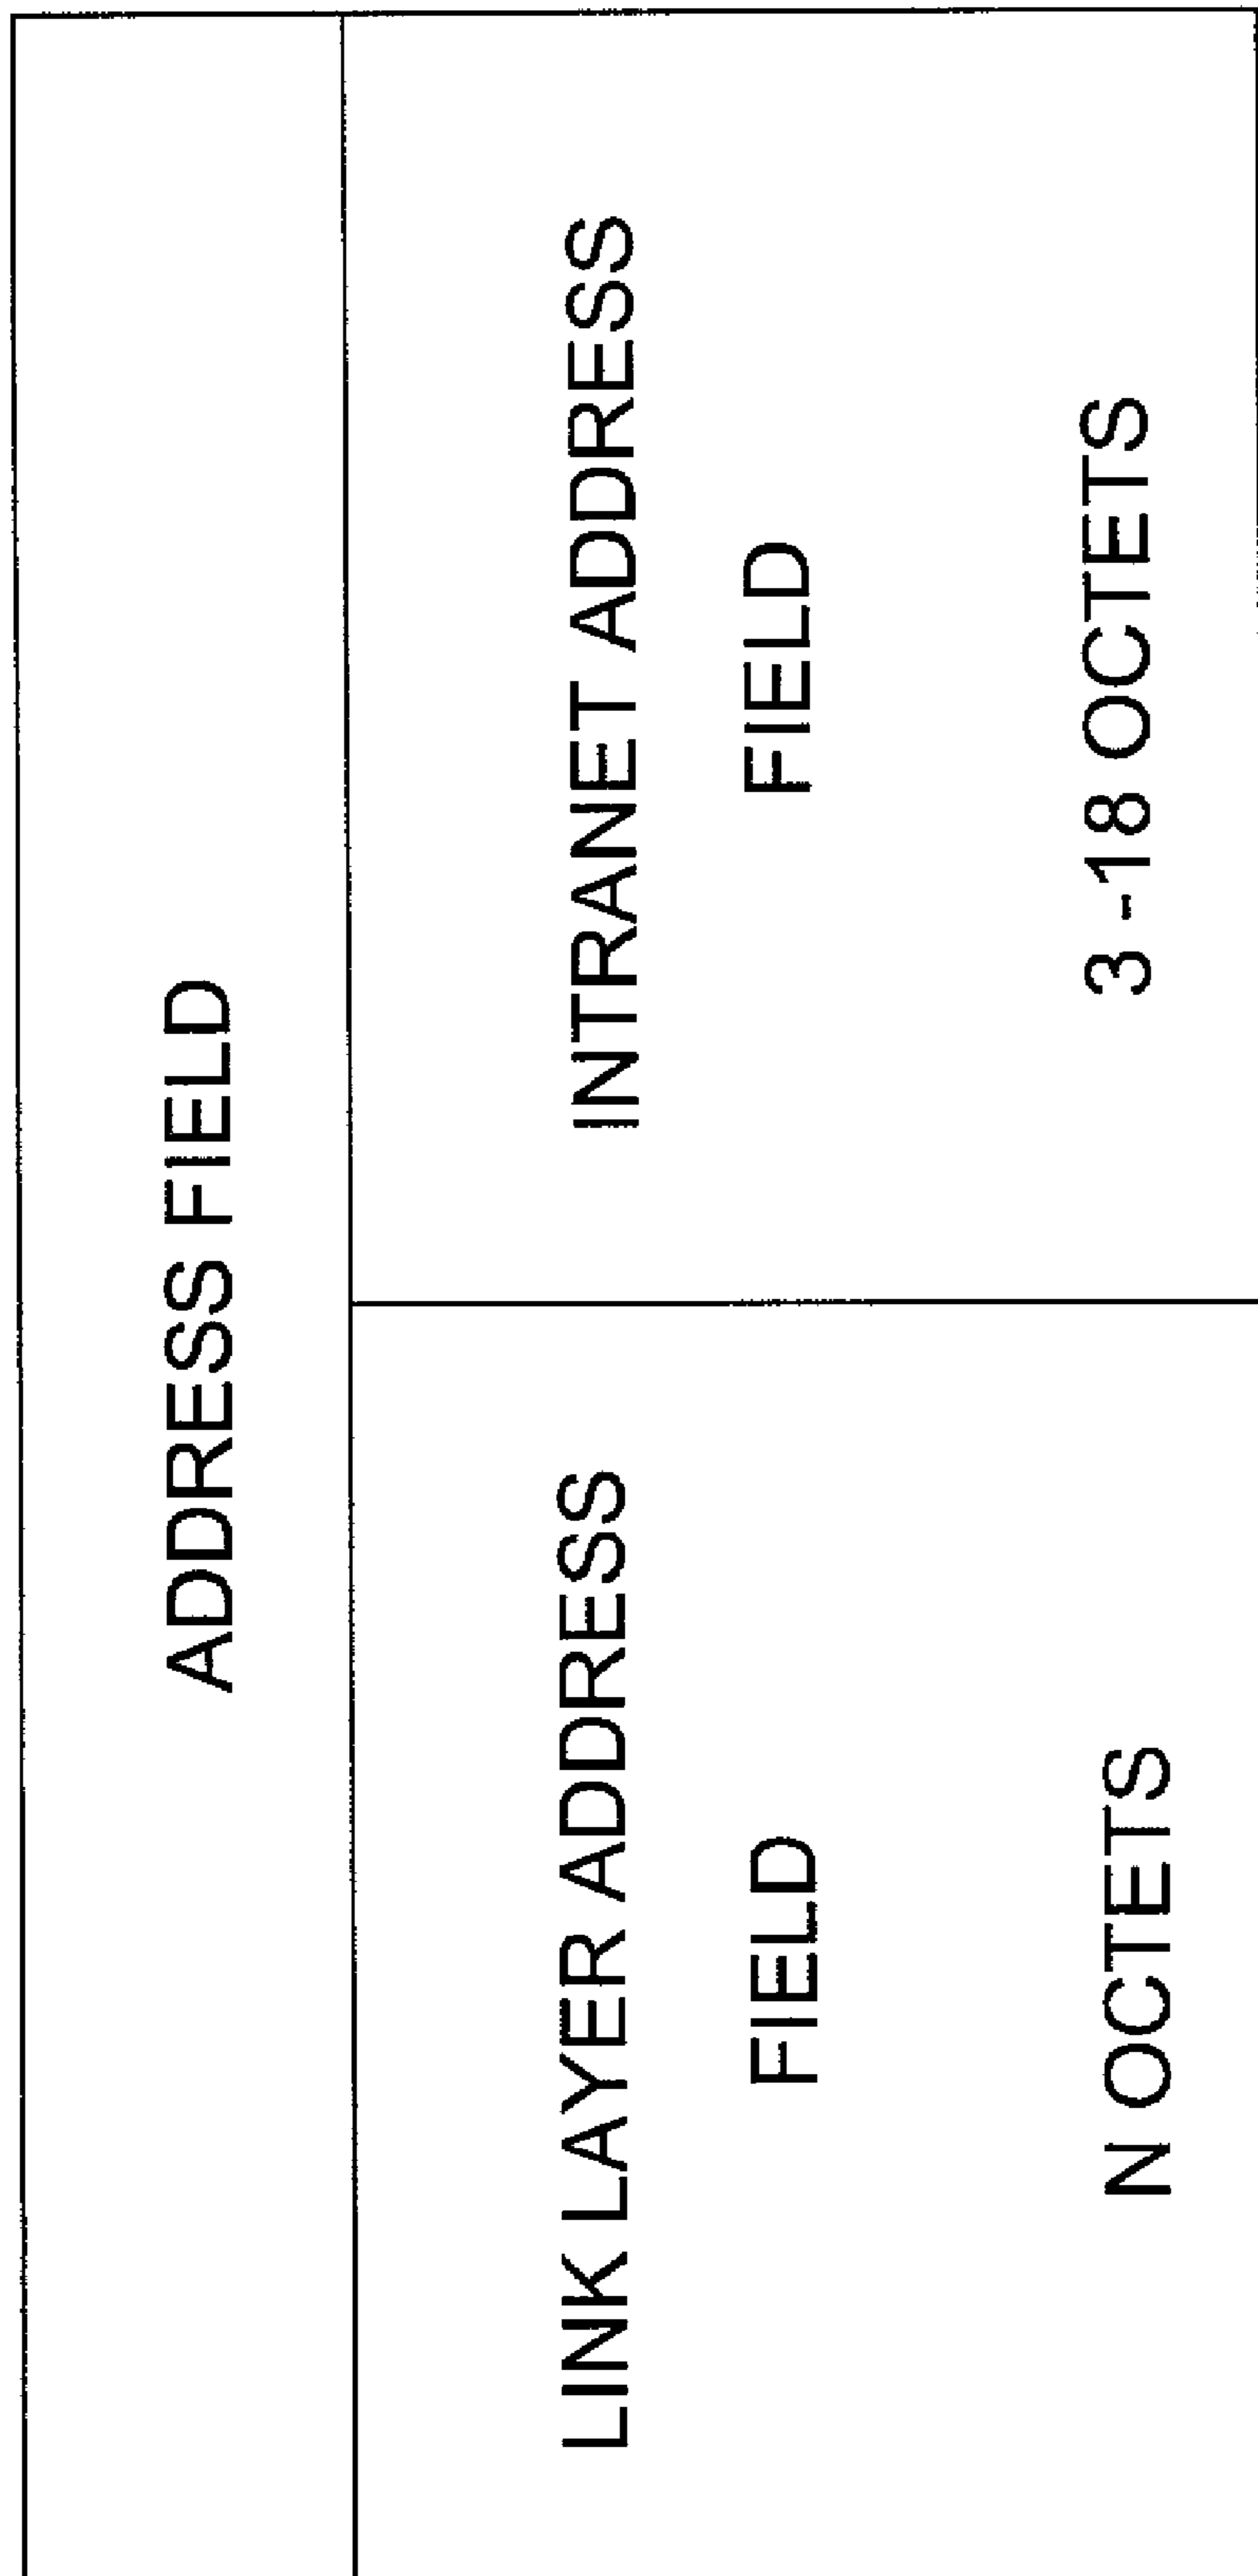 ADDRESS FIELD
LINK LAYER ADDRESS
FIELD
N OCTETS
INTRANET ADDRESS
FIELD
3 -18 OCTETS